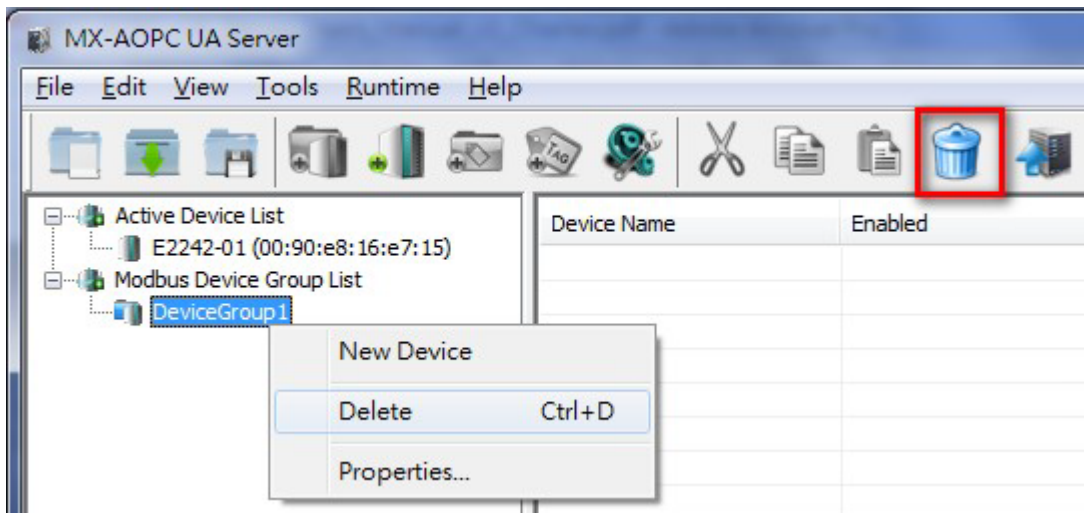 MX-AOPC UA Server
File Edit View Tools Runtime Help
TAG
Active Device List
E2242-01 (00:90:e8:16:e7:15)
Modbus Device Group List
DeviceGroup1
Device Name Enabled
New Device
Delete Ctrl+D
Properties...